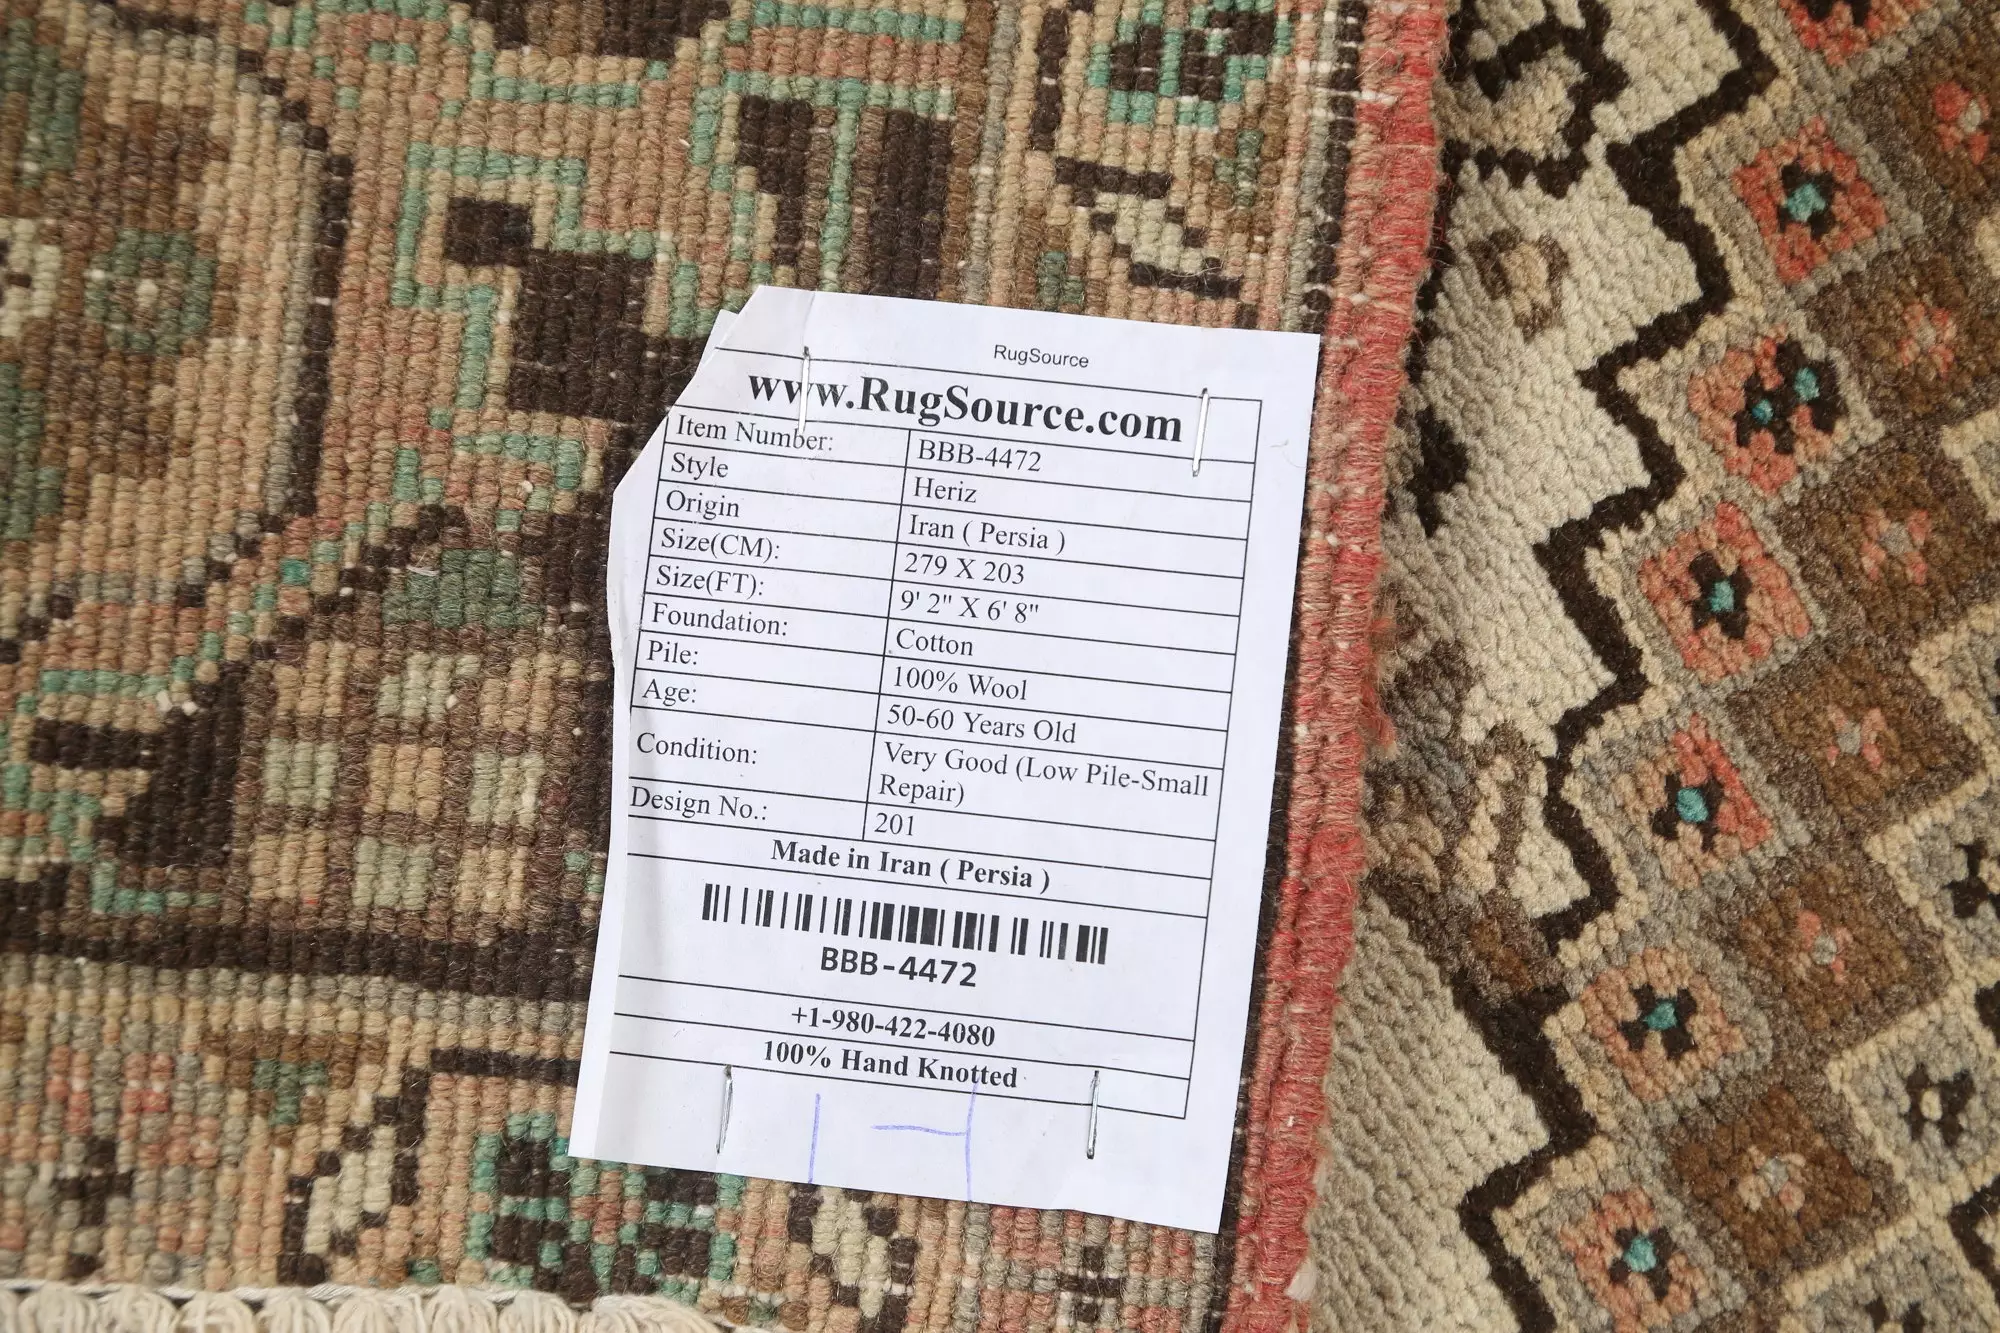 RugSource
www.RugSource.com
Item Number: BBB-4472
Style Heriz
Origin Iran ( Persia )
Size(CM): 279 X 203
Size(FT): 9' 2" X 6' 8"
Foundation: Cotton
Pile: 100% Wool
Age: 50-60 Years Old
Condition: Very Good (Low Pile-Small
Repair)
Design No.: 201
Made in Iran ( Persia )
BBB-4472
+1-980-422-4080
100% Hand Knotted